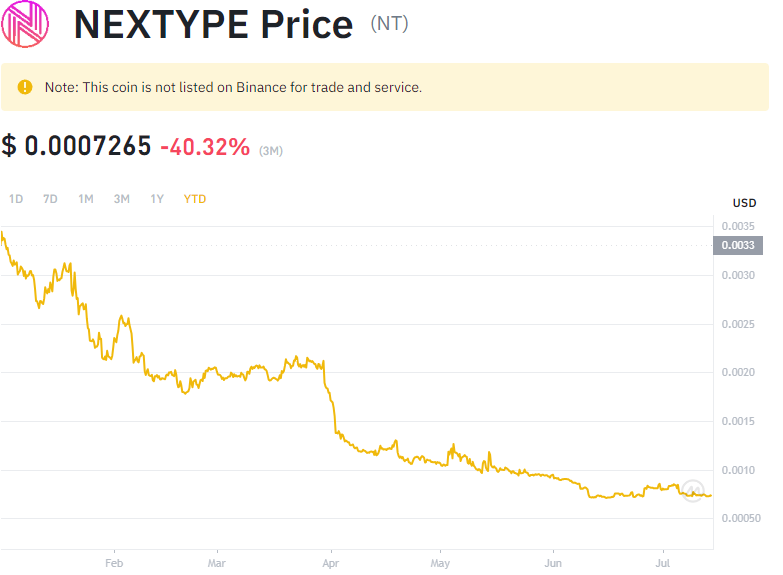 NEXTYPE Price (NT)
Note: This coin is not listed on Binance for trade and service.
$ 0.0007265 -40.32% (3M)
1D 7D 1M 3M 1Y YTD
USD
0.0035
0.0033
0.0030
0.0025
0.0020
0.0015
0.0010
0.00050
Feb Mar Apr May Jun Jul